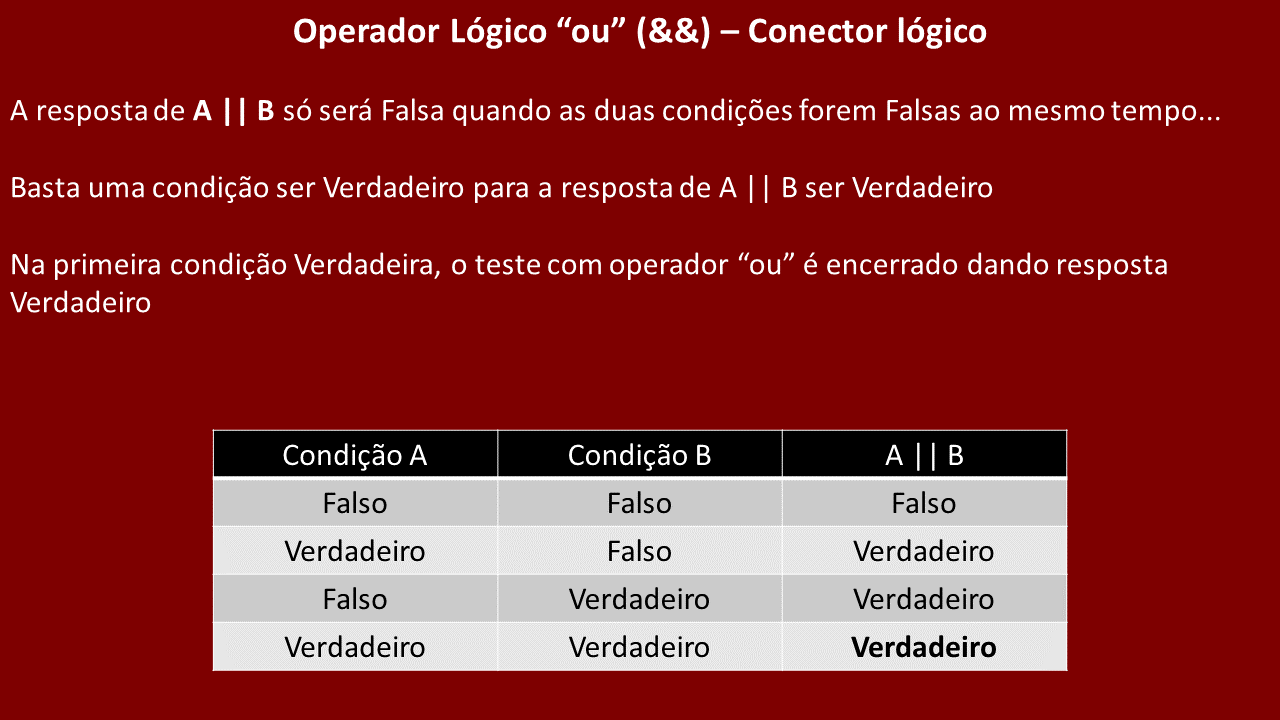 Operador Lógico “ou” (&&) – Conector lógico
A resposta de A || B só será Falsa quando as duas condições forem Falsas ao mesmo tempo...
Basta uma condição ser Verdadeiro para a resposta de A || B ser Verdadeiro
Na primeira condição Verdadeira, o teste com operador “ou” é encerrado dando resposta
Verdadeiro
Condição A Condição B A || B
Falso Falso Falso
Verdadeiro Falso Verdadeiro
Falso Verdadeiro Verdadeiro
Verdadeiro Verdadeiro Verdadeiro